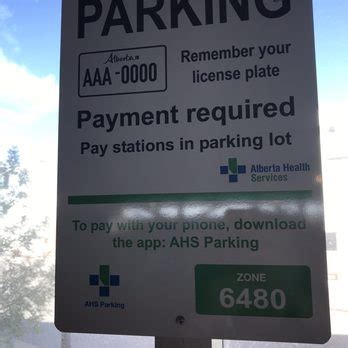 PARKING
Alberta
AAA-0000
Remember your
license plate
Payment required
Pay stations in parking lot
Alberta Health
Services
To pay with your phone, download
the app: AHS Parking
AHS Parking
ZONE
6480